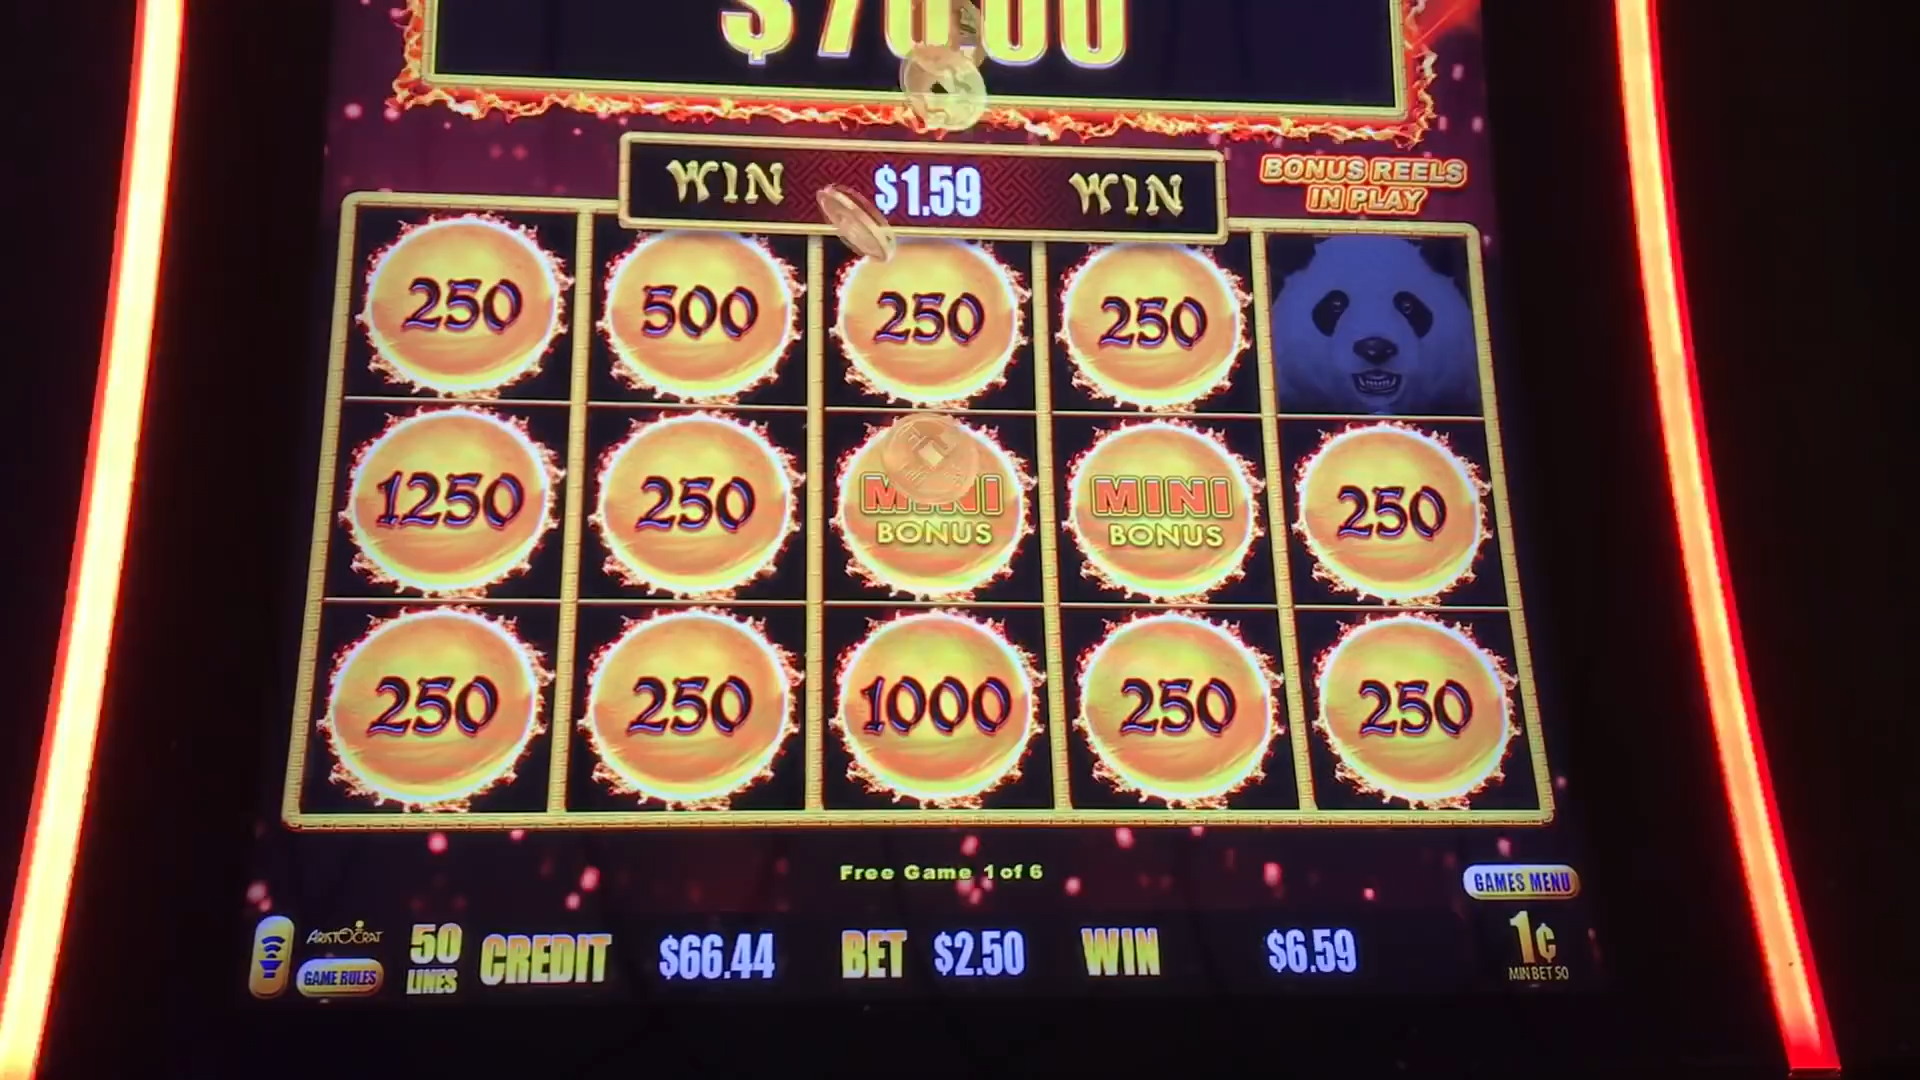 $70.00
WIN $1.59 WIN
BONUS REELS
IN PLAY
250 500 250 250
1250 250 MINI BONUS MINI BONUS 250
250 250 1000 250 250
Free Game 1 of 6
GAMES MENU
ARISTOCRAT
GAME RULES
50 LINES
CREDIT $66.44 BET $2.50 WIN $6.59
1¢
MIN BET 50